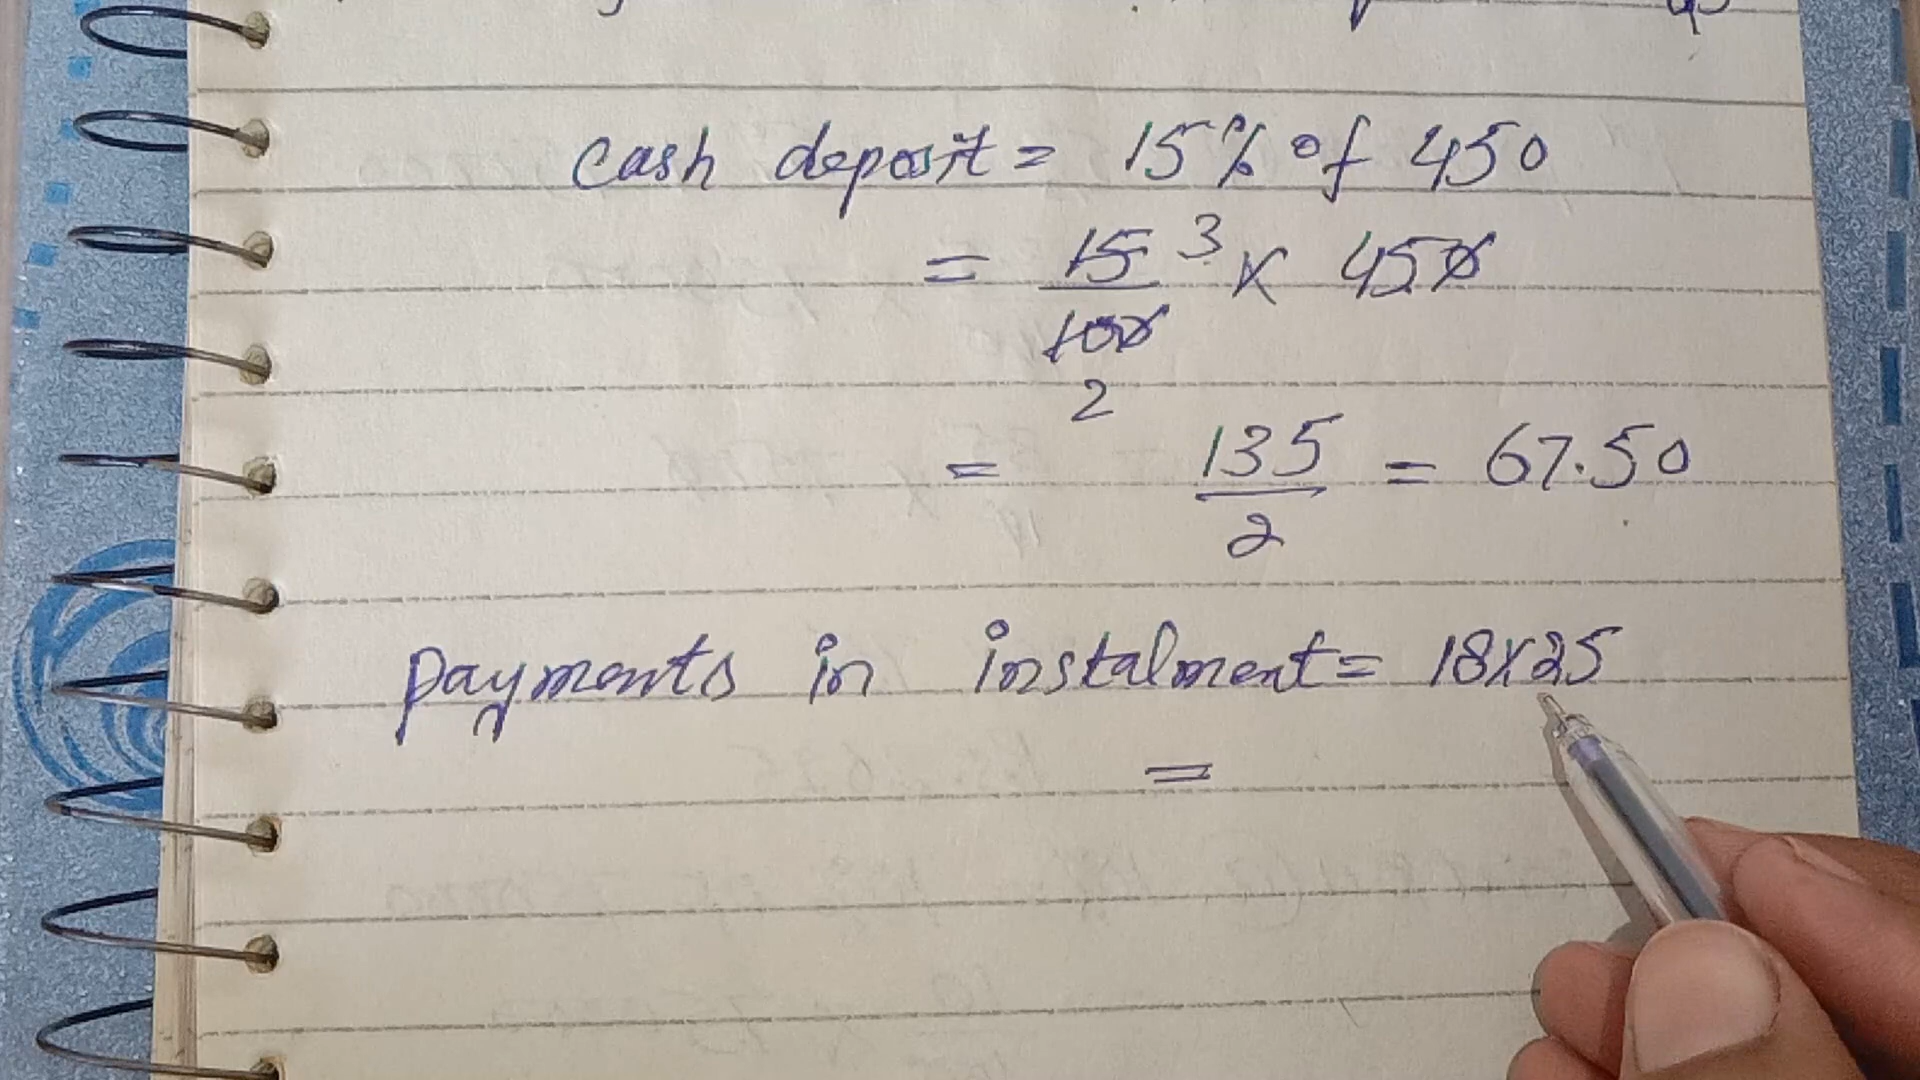 cash deposit = 15% of 450
= 15/100 3 x 450
2
= 135/2 = 67.50
payments in instalment = 18x25
=